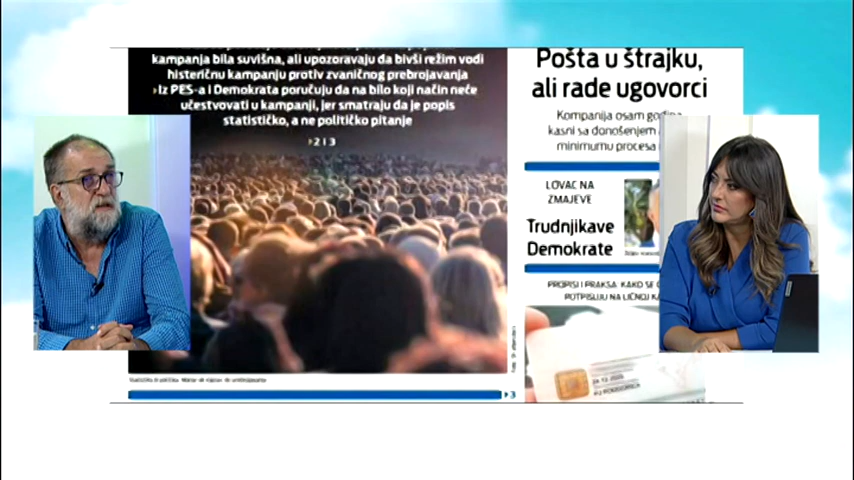 kampanja bila suvišna, ali upozoravaju da bivši režim vodi
histeričnu kampanju protiv zvaničnog prebrojavanja
›Iz PES-a i Demokrata poručuju da na bilo koji način neće
učestvovati u kampanji, jer smatraju da je popis
statističko, a ne političko pitanje
›2 I 3
Pošta u štrajku,
ali rade ugovorci
Kompanija osam godina
kasni sa donošenjem
minimumu procesa
LOVAC NA
ZMAJEVE
Trudnjikave
Demokrate
PROPISI I PRAKSA: KAKO SE
POTPISUJU NA LIČNOJ
›3